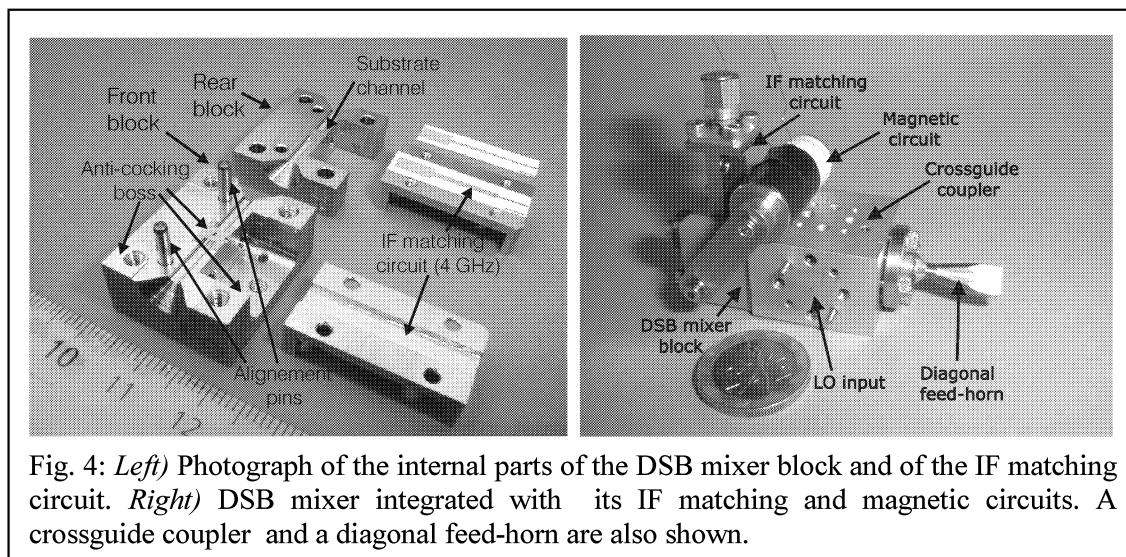 Substrate
channel
Rear
block
Front
block
Anti-cocking
boss
IF matching
circuit (4 GHz)
Alignement
pins
10
11
12
IF matching
circuit
Magnetic
circuit
Crossguide
coupler
DSB mixer
block
LO input
Diagonal
feed-horn
Fig. 4: Left) Photograph of the internal parts of the DSB mixer block and of the IF matching
circuit. Right) DSB mixer integrated with its IF matching and magnetic circuits. A
crossguide coupler and a diagonal feed-horn are also shown.